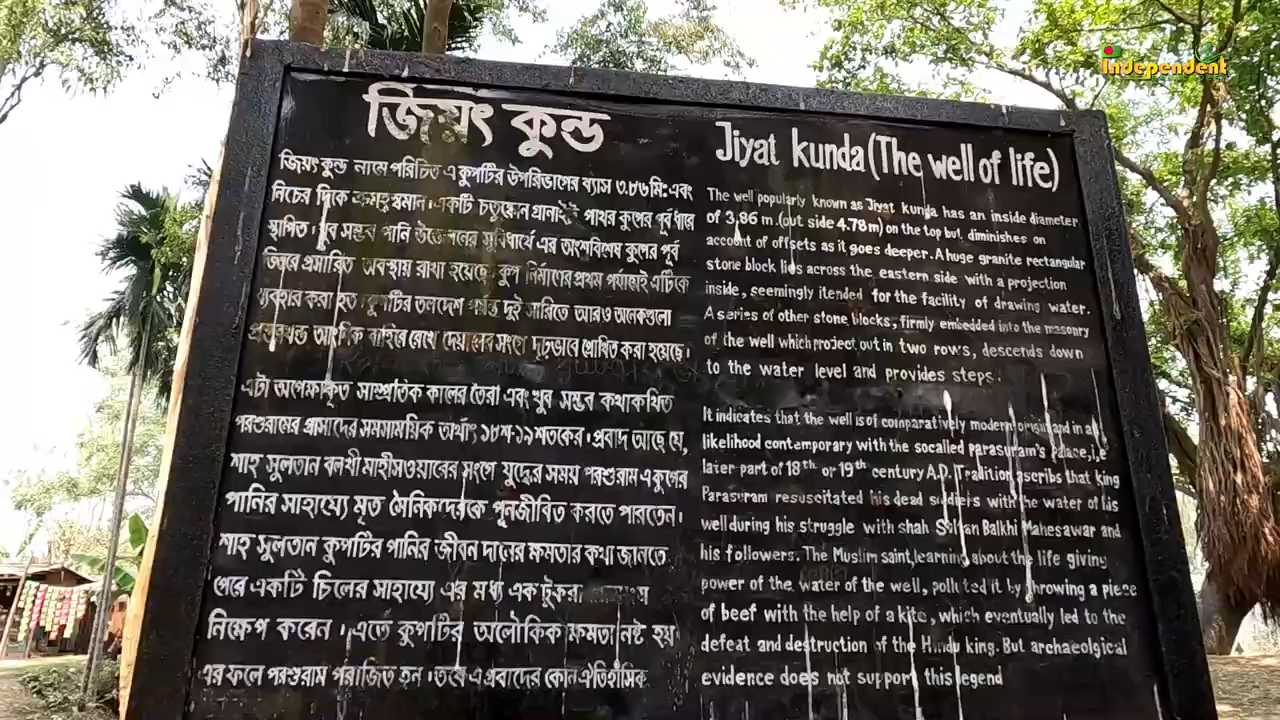 Independent
জিয়ৎ কুন্ড
জিয়ৎ কুন্ড নামে পরিচিত এ কুপটির উপরিভাগের ব্যাস ৩.৮৬মি: এবং
নিচের দিকে ক্রমহ্রস্বমান। একটি চতুষ্কোন গ্রানাইট পাথর কুপের পূর্ব ধারে
স্থাপিত। খুব সম্ভব পানি উত্তোলনের সুবিধার্থে এর অংশবিশেষ কুপের পূর্ব
প্রসারিত অবস্থায় রাখা হয়েছে। কুপ নির্মাণের প্রথম পর্যায়েই এটিকে
ব্যবহার করা হত। কুপটির তলদেশ পর্যন্ত দুই সারিতে আরও অনেকগুলো
প্রস্তরখন্ড আংশিক বাহিরে রেখে দেয়ালের সংগে দৃঢ়ভাবে প্রোথিত করা হয়েছে।
এটা অপেক্ষাকৃত সাম্প্রতিক কালের তৈরী এবং খুব সম্ভব কথাকথিত
পরশুরামের প্রাসাদের সমসাময়িক অর্থাৎ ১৮শ-১৯শতকের। প্রবাদ আছে যে,
শাহ্ সুলতান বলখী মাহীসওয়ারের সংগে যুদ্ধের সময় পরশুরাম এ কুপের
পানির সাহায্যে মৃত সৈনিকদেরকে পূনর্জীবিত করতে পারতেন।
শাহ্ সুলতান কুপটির পানির জীবন দানের ক্ষমতার কথা জানতে
পেরে একটি চিলের সাহায্যে এর মধ্য এক টুকরা
নিক্ষেপ করেন। এতে কুপটির অলৌকিক ক্ষমতা নষ্ট হয়।
এর ফলে পরশুরাম পরাজিত হন। তবে এ প্রবাদের কোন ঐতিহাসিক
Jiyat kunda (The well of life)
The well popularly known as Jiyat kunda has an inside diameter
of 3.86 m.(out side 4.78m) on the top but diminishes on
account of offsets as it goes deeper. A huge granite rectangular
stone block lies across the eastern side with a projection
inside, seemingly itended for the facility of drawing water.
A series of other stone blocks, firmly embedded into the masonry
of the well which project out in two rows, descends down
to the water level and provides steps.
It indicates that the well is of comparatively modern origin and in all
likelihood contemporary with the socalled parasuram's Palace, i,e
later part of 18th or 19th century A.D. Tradition ascribs that king
Parasuram resuscitated his dead soldiers with the water of his
well during his struggle with shah Sultan Balkhi Mahesawar and
his followers. The Muslim saint, learning about the life giving
power of the water of the well, polluted it by throwing a piece
of beef with the help of a kite, which eventually led to the
defeat and destruction of the Hindu king. But archaeolgical
evidence does not support this legend